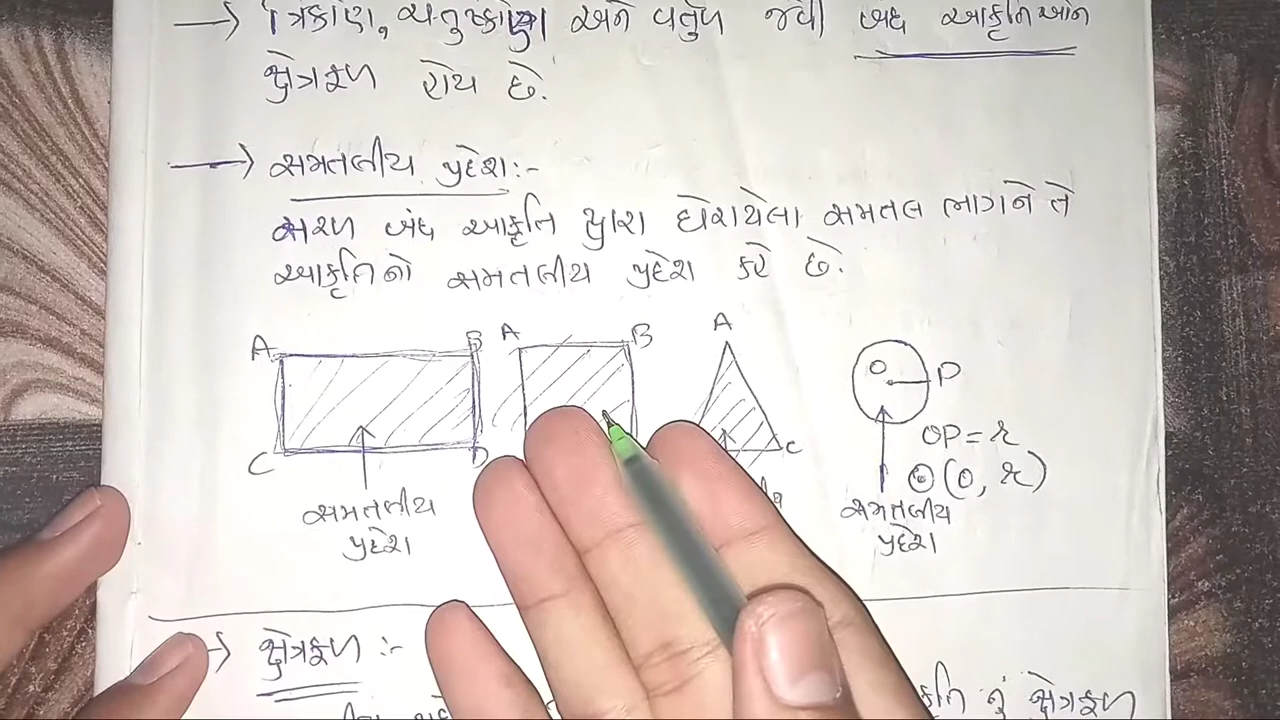 → ત્રિકોણ, ચતુષ્કોણ અને વર્તુળ જેવી બંધ આકૃતિઓને
ક્ષેત્રફળ હોય છે.
→ સમતલીય પ્રદેશ:-
સરળ બંધ આકૃતિ દ્વારા ઘેરાયેલા સમતલ ભાગને તે
આકૃતિનો સમતલીય પ્રદેશ કહે છે.
A B A B A
O P
C D C
OP = r
⊙ (O, r)
સમતલીય
પ્રદેશ
સમતલીય
પ્રદેશ
→ ક્ષેત્રફળ :-
નું ક્ષેત્રફળ